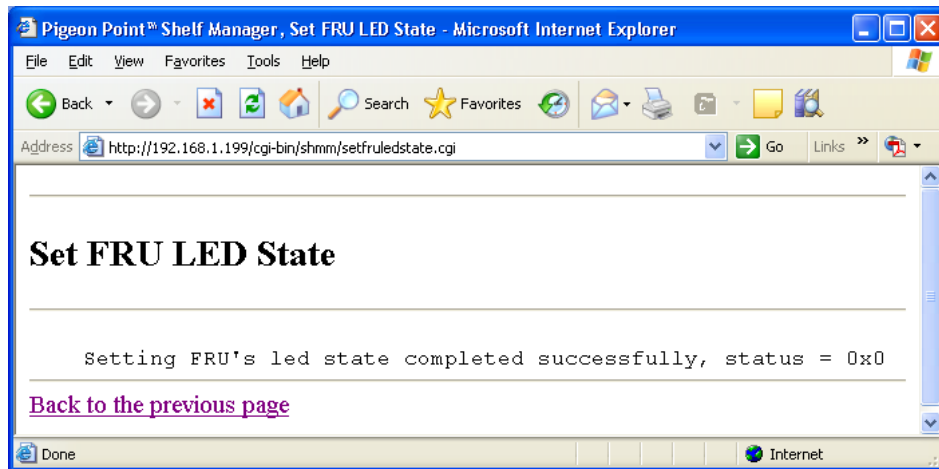 Pigeon Point™ Shelf Manager, Set FRU LED State - Microsoft Internet Explorer
File Edit View Favorites Tools Help
Back Search Favorites
Address http://192.168.1.199/cgi-bin/shmm/setfruledstate.cgi Go Links »
Set FRU LED State
Setting FRU's led state completed successfully, status = 0x0
Back to the previous page
Done Internet